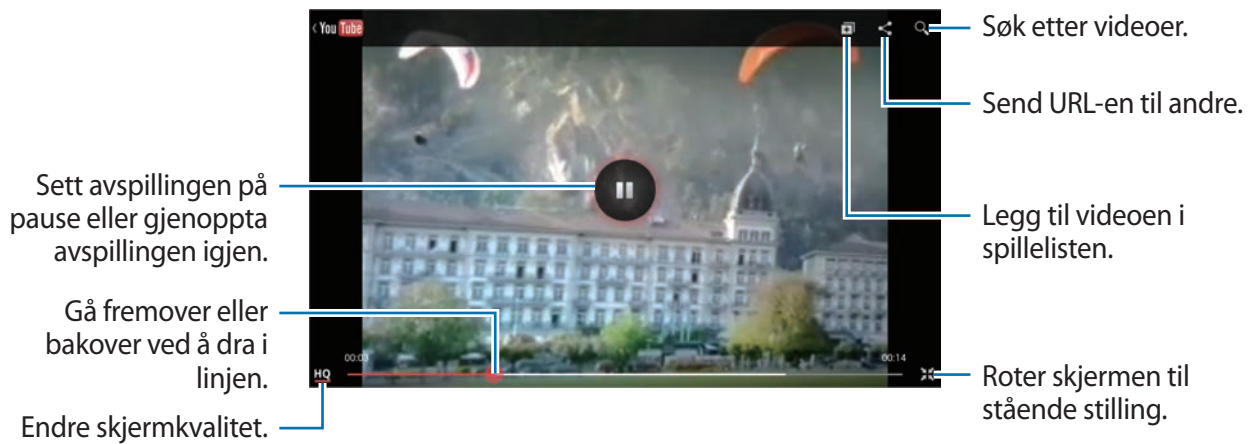 You Tube
Søk etter videoer.
Send URL-en til andre.
Legg til videoen i
spillelisten.
Sett avspillingen på
pause eller gjenoppta
avspillingen igjen.
Gå fremover eller
bakover ved å dra i
linjen.
00:03
00:14
HQ
Endre skjermkvalitet.
Roter skjermen til
stående stilling.